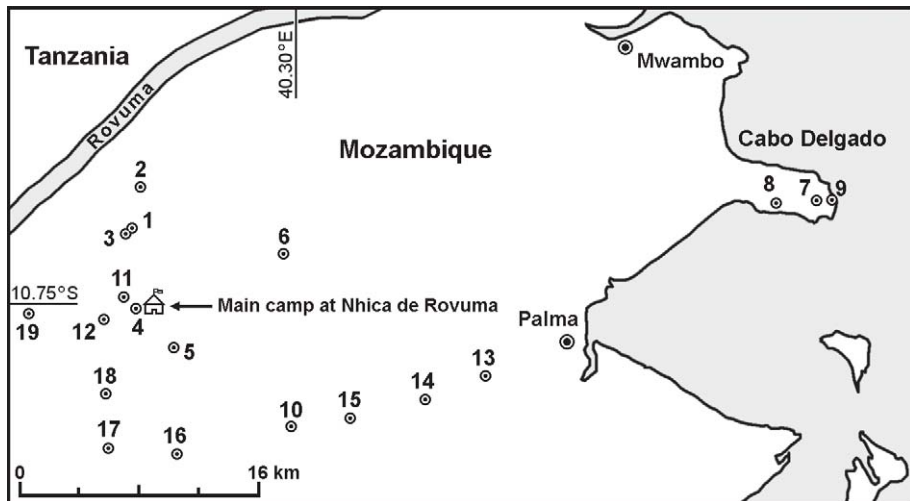 Tanzania
40.30°E
Mwambo
Rovuma
Cabo Delgado
Mozambique
2
8
7
9
1
3
6
11
10.75°S
Main camp at Nhica de Rovuma
19
12
4
Palma
5
13
18
14
15
10
17
16
0
16 km